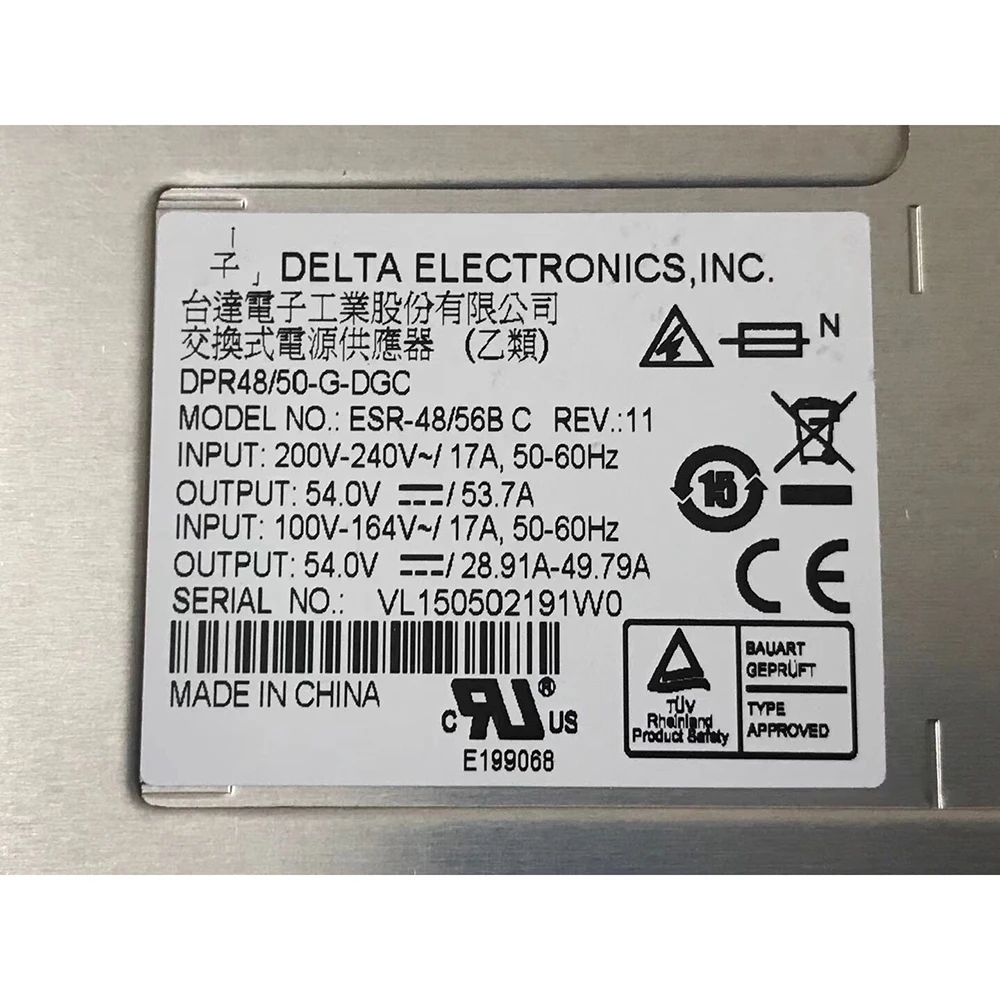 子」 DELTA ELECTRONICS,INC.
台達電子工業股份有限公司
交換式電源供應器 (乙類)
N
DPR48/50-G-DGC
MODEL NO.: ESR-48/56B C REV.:11
INPUT: 200V-240V~/ 17A, 50-60Hz
OUTPUT: 54.0V ⎓/ 53.7A
15
INPUT: 100V-164V~/ 17A, 50-60Hz
OUTPUT: 54.0V ⎓/ 28.91A-49.79A
CE
SERIAL NO.: VL150502191W0
MADE IN CHINA
C RU® US
E199068
TÜV
Rheinland
Product Safety
BAUART
GEPRÜFT
TYPE
APPROVED